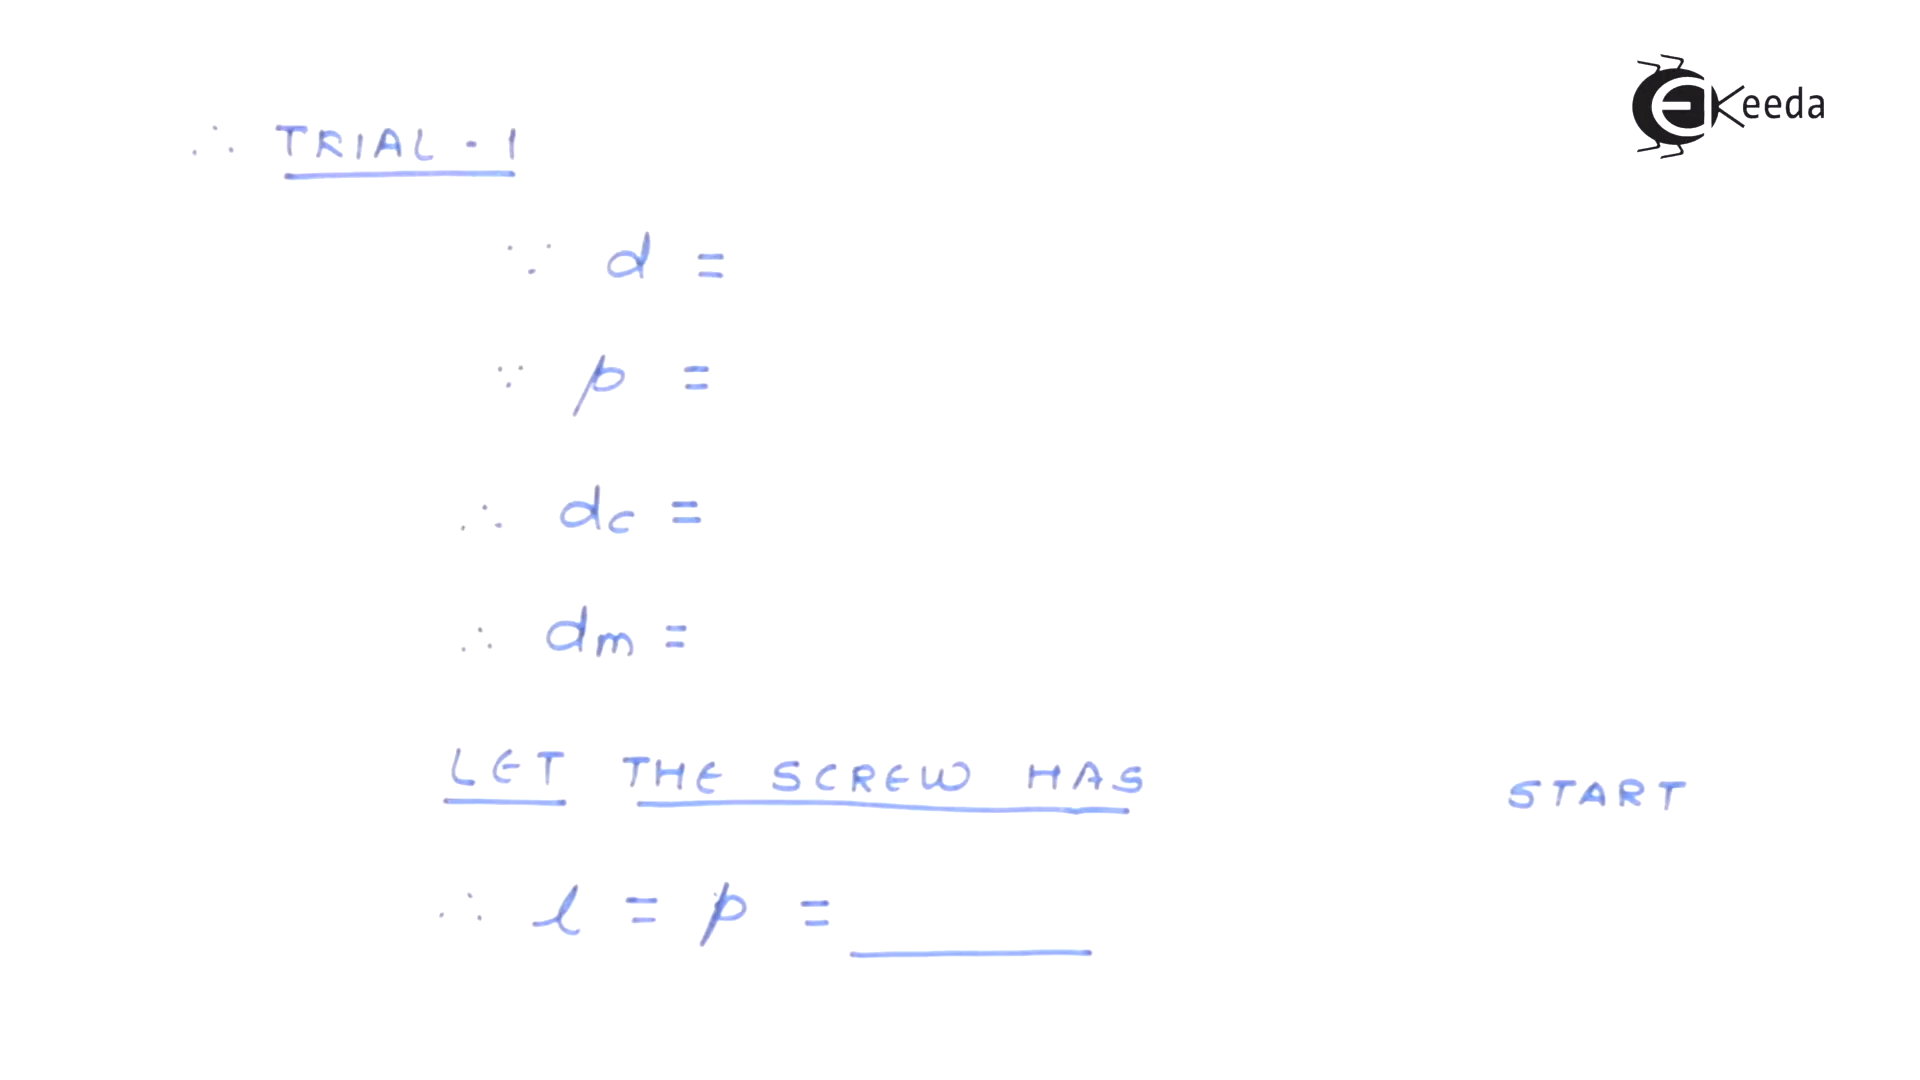 EKeeda
∴ TRIAL - 1
∵ d =
∵ p =
∴ dc =
∴ dm =
LET THE SCREW HAS START
∴ l = p =